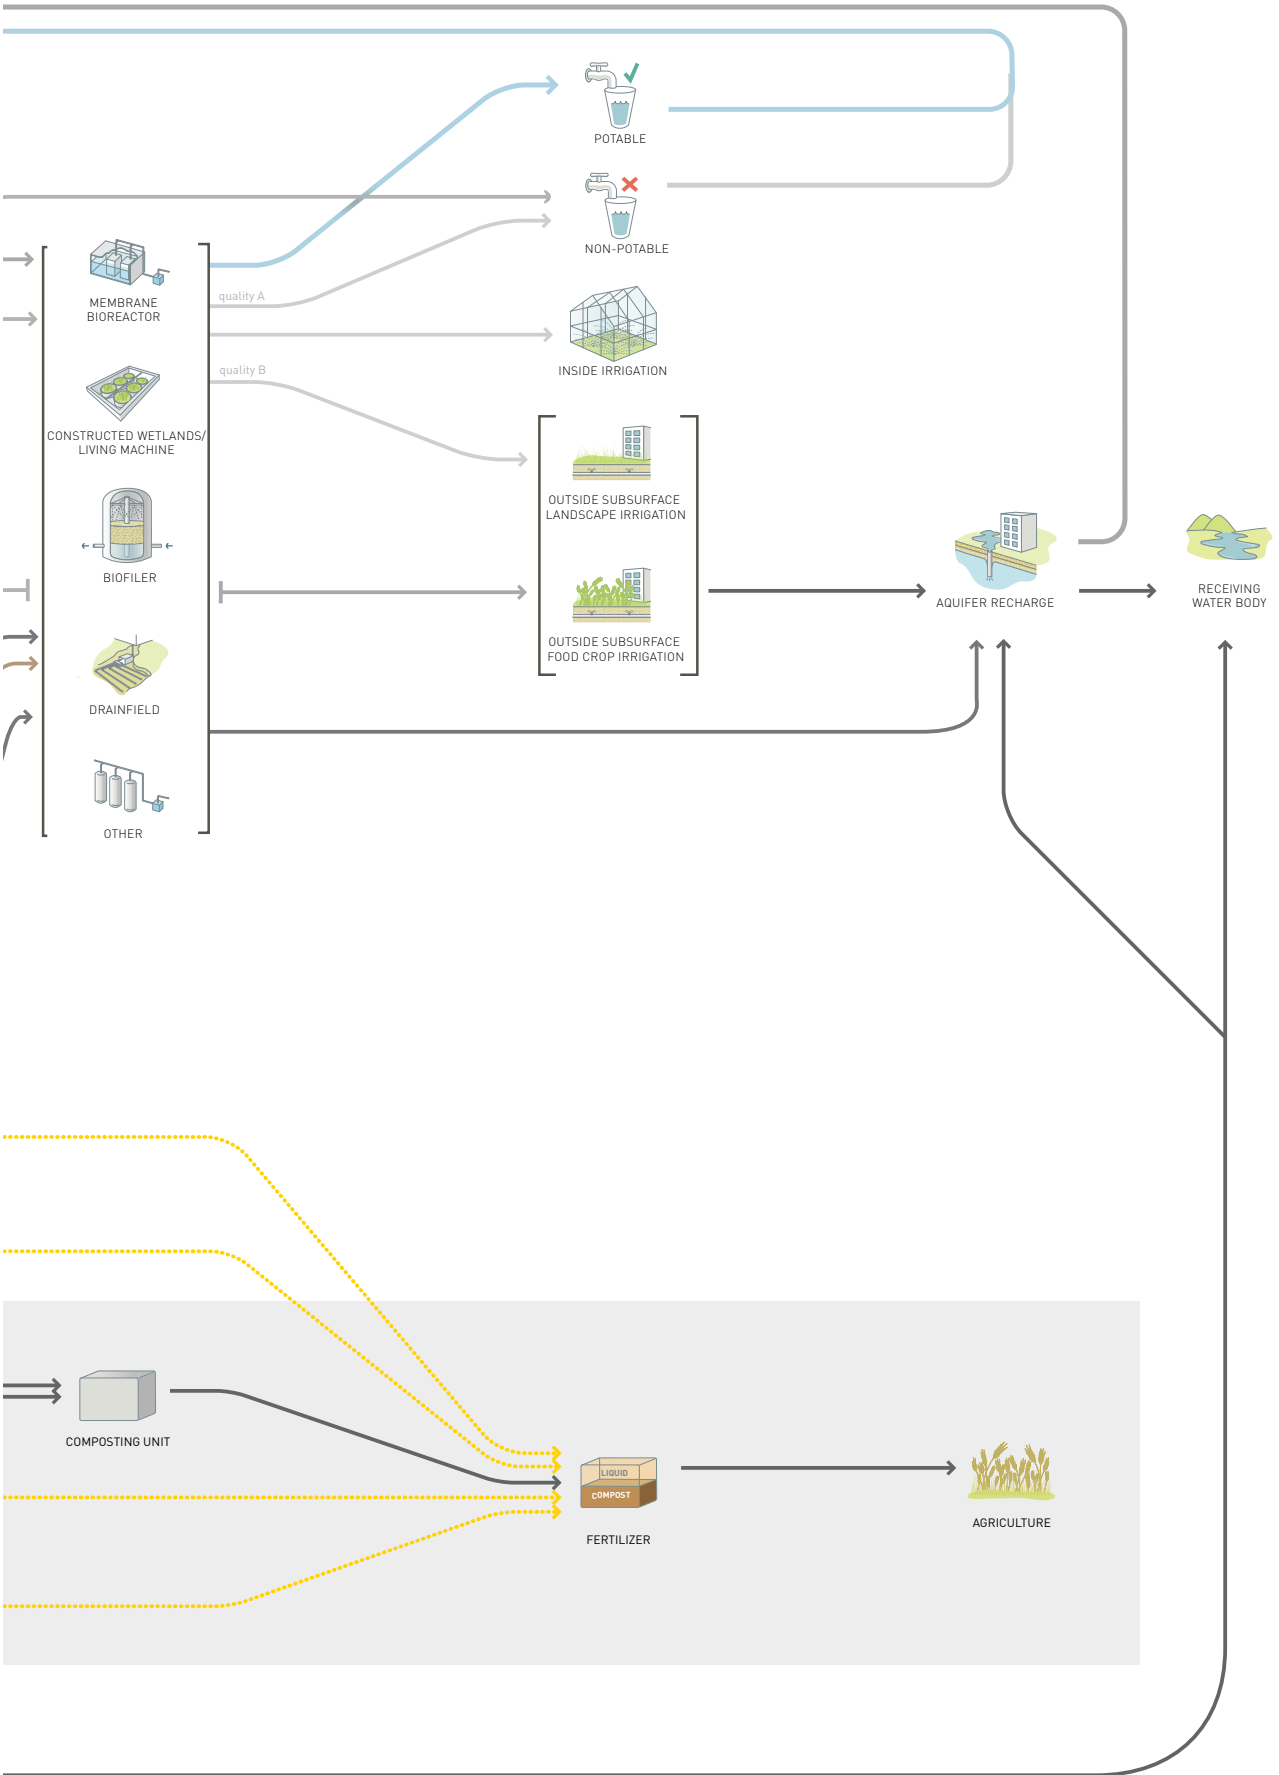 POTABLE
NON-POTABLE
MEMBRANE
BIOREACTOR
quality A
INSIDE IRRIGATION
quality B
CONSTRUCTED WETLANDS/
LIVING MACHINE
OUTSIDE SUBSURFACE
LANDSCAPE IRRIGATION
BIOFILER
AQUIFER RECHARGE
RECEIVING
WATER BODY
OUTSIDE SUBSURFACE
FOOD CROP IRRIGATION
DRAINFIELD
OTHER
COMPOSTING UNIT
LIQUID
COMPOST
FERTILIZER
AGRICULTURE